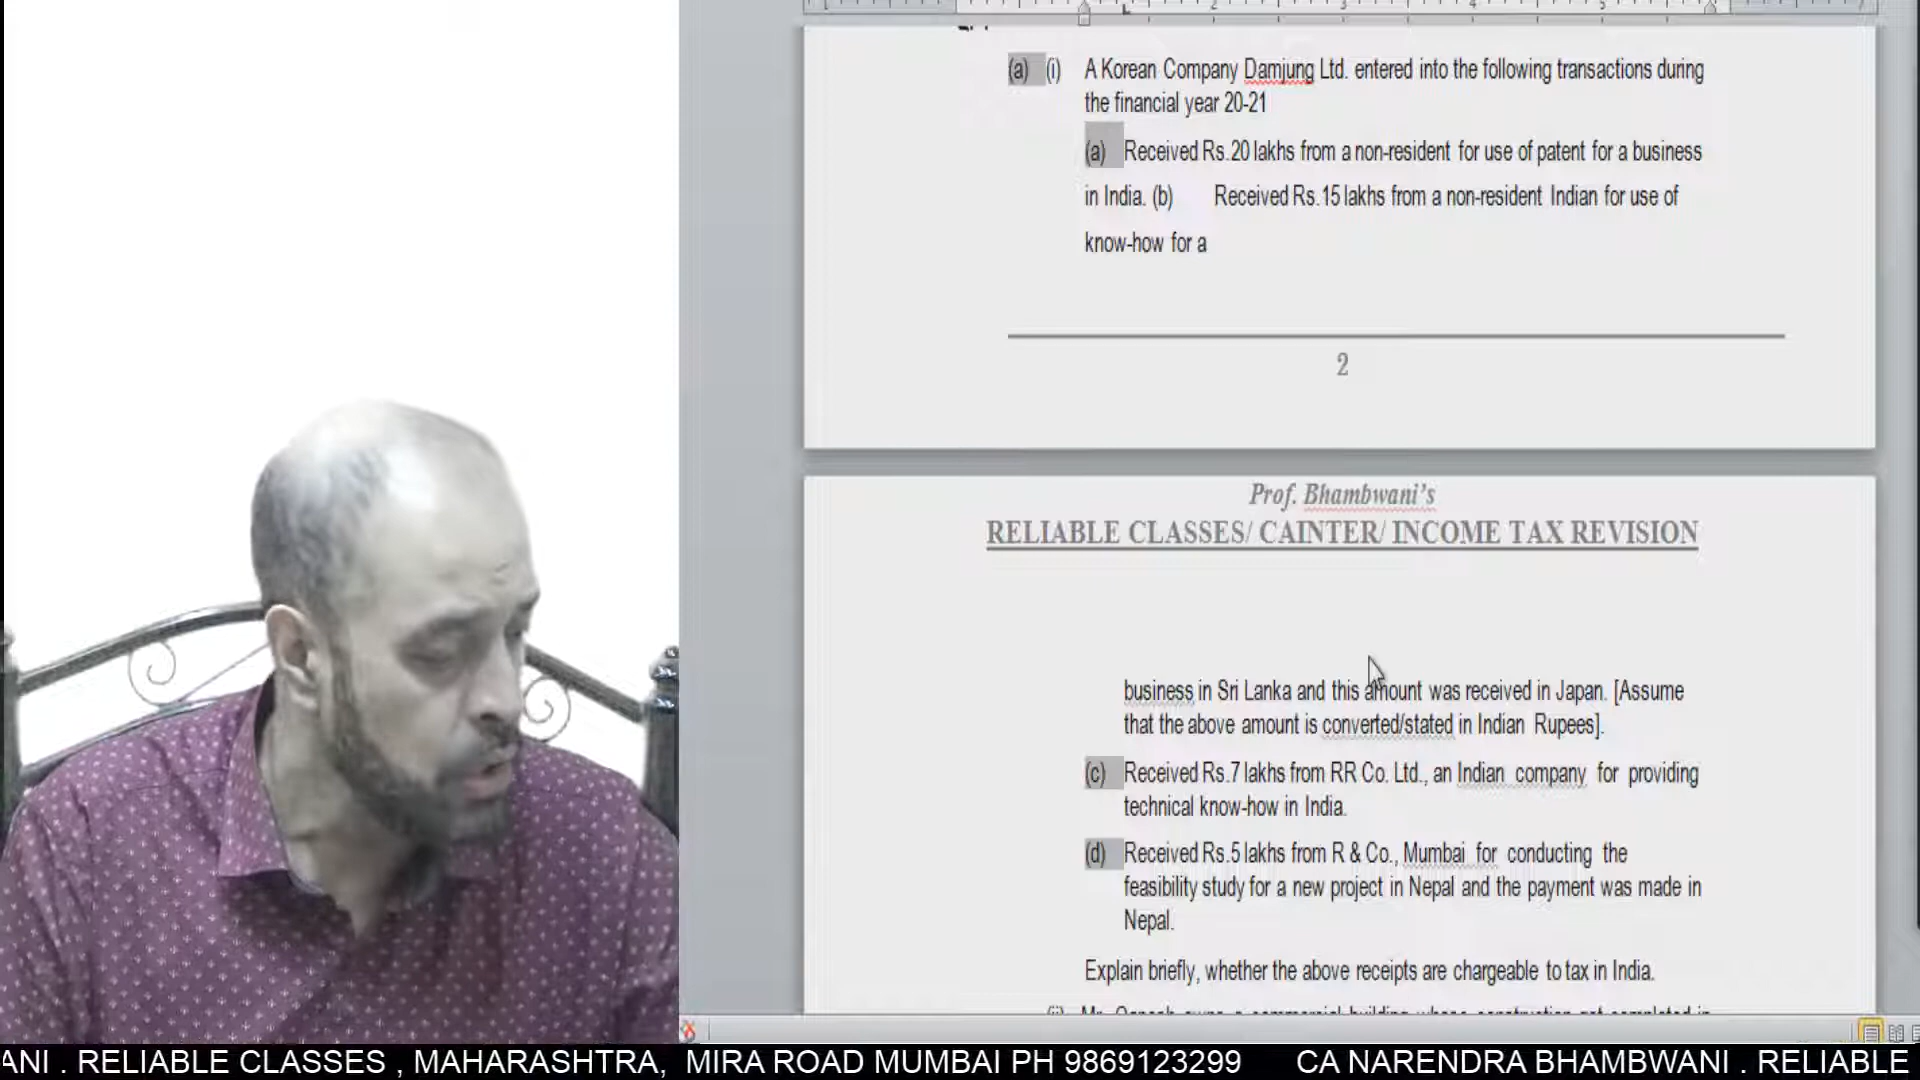 (a) (i) A Korean Company Damjung Ltd. entered into the following transactions during
the financial year 20-21
(a) Received Rs.20 lakhs from a non-resident for use of patent for a business
in India. (b) Received Rs.15 lakhs from a non-resident Indian for use of
know-how for a
2
Prof. Bhambwani's
RELIABLE CLASSES/ CAINTER/ INCOME TAX REVISION
business in Sri Lanka and this amount was received in Japan. [Assume
that the above amount is converted/stated in Indian Rupees].
(c) Received Rs.7 lakhs from RR Co. Ltd., an Indian company for providing
technical know-how in India.
(d) Received Rs.5 lakhs from R & Co., Mumbai for conducting the
feasibility study for a new project in Nepal and the payment was made in
Nepal.
Explain briefly, whether the above receipts are chargeable to tax in India.
ANI . RELIABLE CLASSES , MAHARASHTRA, MIRA ROAD MUMBAI PH 9869123299 CA NARENDRA BHAMBWANI . RELIABLE